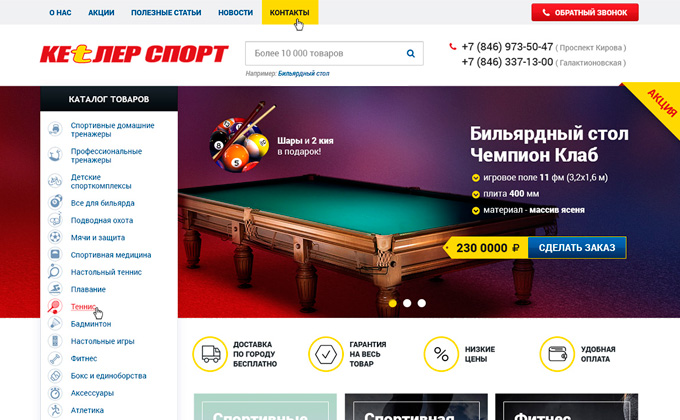 О НАС АКЦИИ ПОЛЕЗНЫЕ СТАТЬИ НОВОСТИ КОНТАКТЫ ОБРАТНЫЙ ЗВОНОК
КЕТЛЕР СПОРТ
Более 10 000 товаров
Например: Бильярдный стол
+7 (846) 973-50-47 ( Проспект Кирова )
+7 (846) 337-13-00 ( Галактионовская )
КАТАЛОГ ТОВАРОВ
Спортивные домашние
тренажеры
Профессиональные
тренажеры
Детские
спорткомплексы
Все для бильярда
Подводная охота
Мячи и защита
Спортивная медицина
Настольный теннис
Плавание
Теннис
Бадминтон
Настольные игры
Фитнес
Бокс и единоборства
Аксессуары
Атлетика
Шары и 2 кия
в подарок!
АКЦИЯ
Бильярдный стол
Чемпион Клаб
игровое поле 11 фм (3,2х1,6 м)
плита 400 мм
материал - массив ясеня
230 0000 ₽ СДЕЛАТЬ ЗАКАЗ
ДОСТАВКА
ПО ГОРОДУ
БЕСПЛАТНО
ГАРАНТИЯ
НА ВЕСЬ
ТОВАР
НИЗКИЕ
ЦЕНЫ
УДОБНАЯ
ОПЛАТА
Спортивные
Спортивная
Фитнес